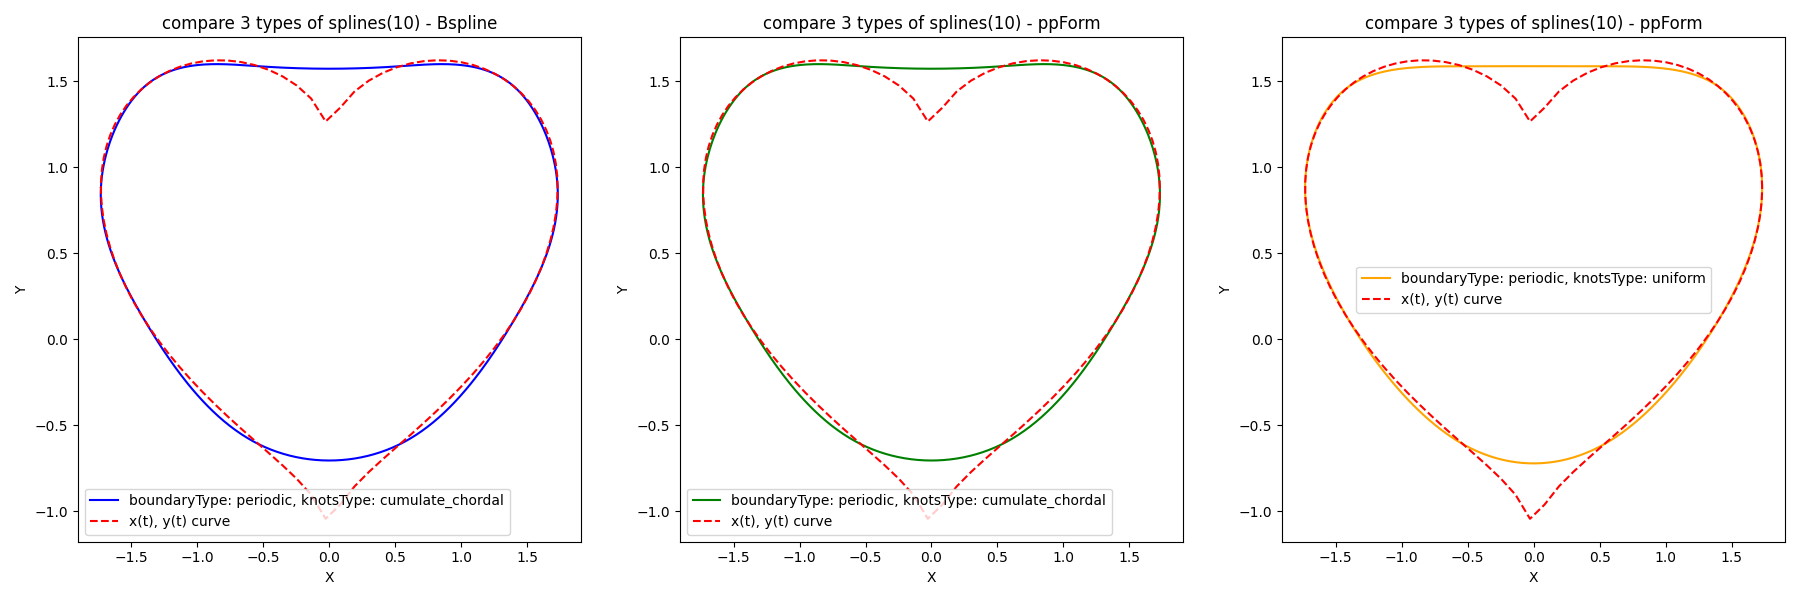 compare 3 types of splines(10) - Bspline
1.5
1.0
0.5
0.0
−0.5
−1.0
Y
boundaryType: periodic, knotsType: cumulate_chordal
x(t), y(t) curve
−1.5 −1.0 −0.5 0.0 0.5 1.0 1.5
X
compare 3 types of splines(10) - ppForm
1.5
1.0
0.5
0.0
−0.5
−1.0
Y
boundaryType: periodic, knotsType: cumulate_chordal
x(t), y(t) curve
−1.5 −1.0 −0.5 0.0 0.5 1.0 1.5
X
compare 3 types of splines(10) - ppForm
1.5
1.0
0.5
0.0
−0.5
−1.0
Y
boundaryType: periodic, knotsType: uniform
x(t), y(t) curve
−1.5 −1.0 −0.5 0.0 0.5 1.0 1.5
X